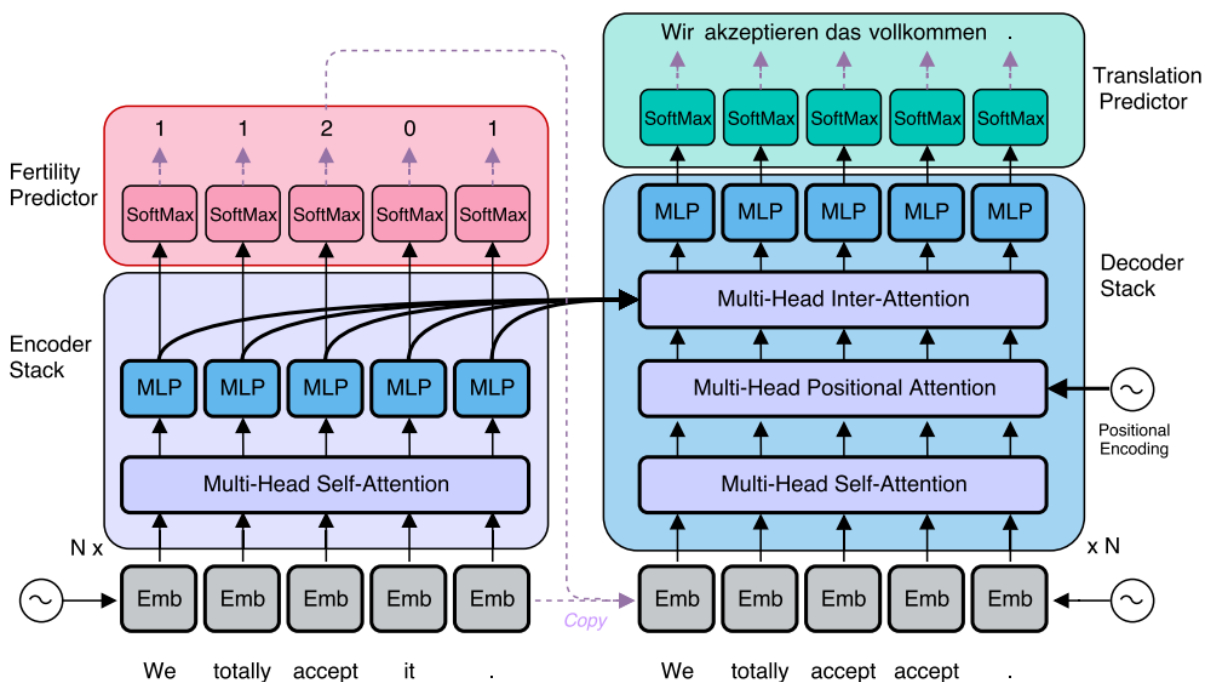 Wir akzeptieren das vollkommen .
Translation
Predictor
SoftMax SoftMax SoftMax SoftMax SoftMax
1 1 2 0 1
Fertility
Predictor
SoftMax SoftMax SoftMax SoftMax SoftMax
MLP MLP MLP MLP MLP
Decoder
Stack
Multi-Head Inter-Attention
Encoder
Stack
MLP MLP MLP MLP MLP
Multi-Head Positional Attention
Positional
Encoding
Multi-Head Self-Attention
Multi-Head Self-Attention
N x
x N
Emb Emb Emb Emb Emb
Copy
Emb Emb Emb Emb Emb
We totally accept it .
We totally accept accept .